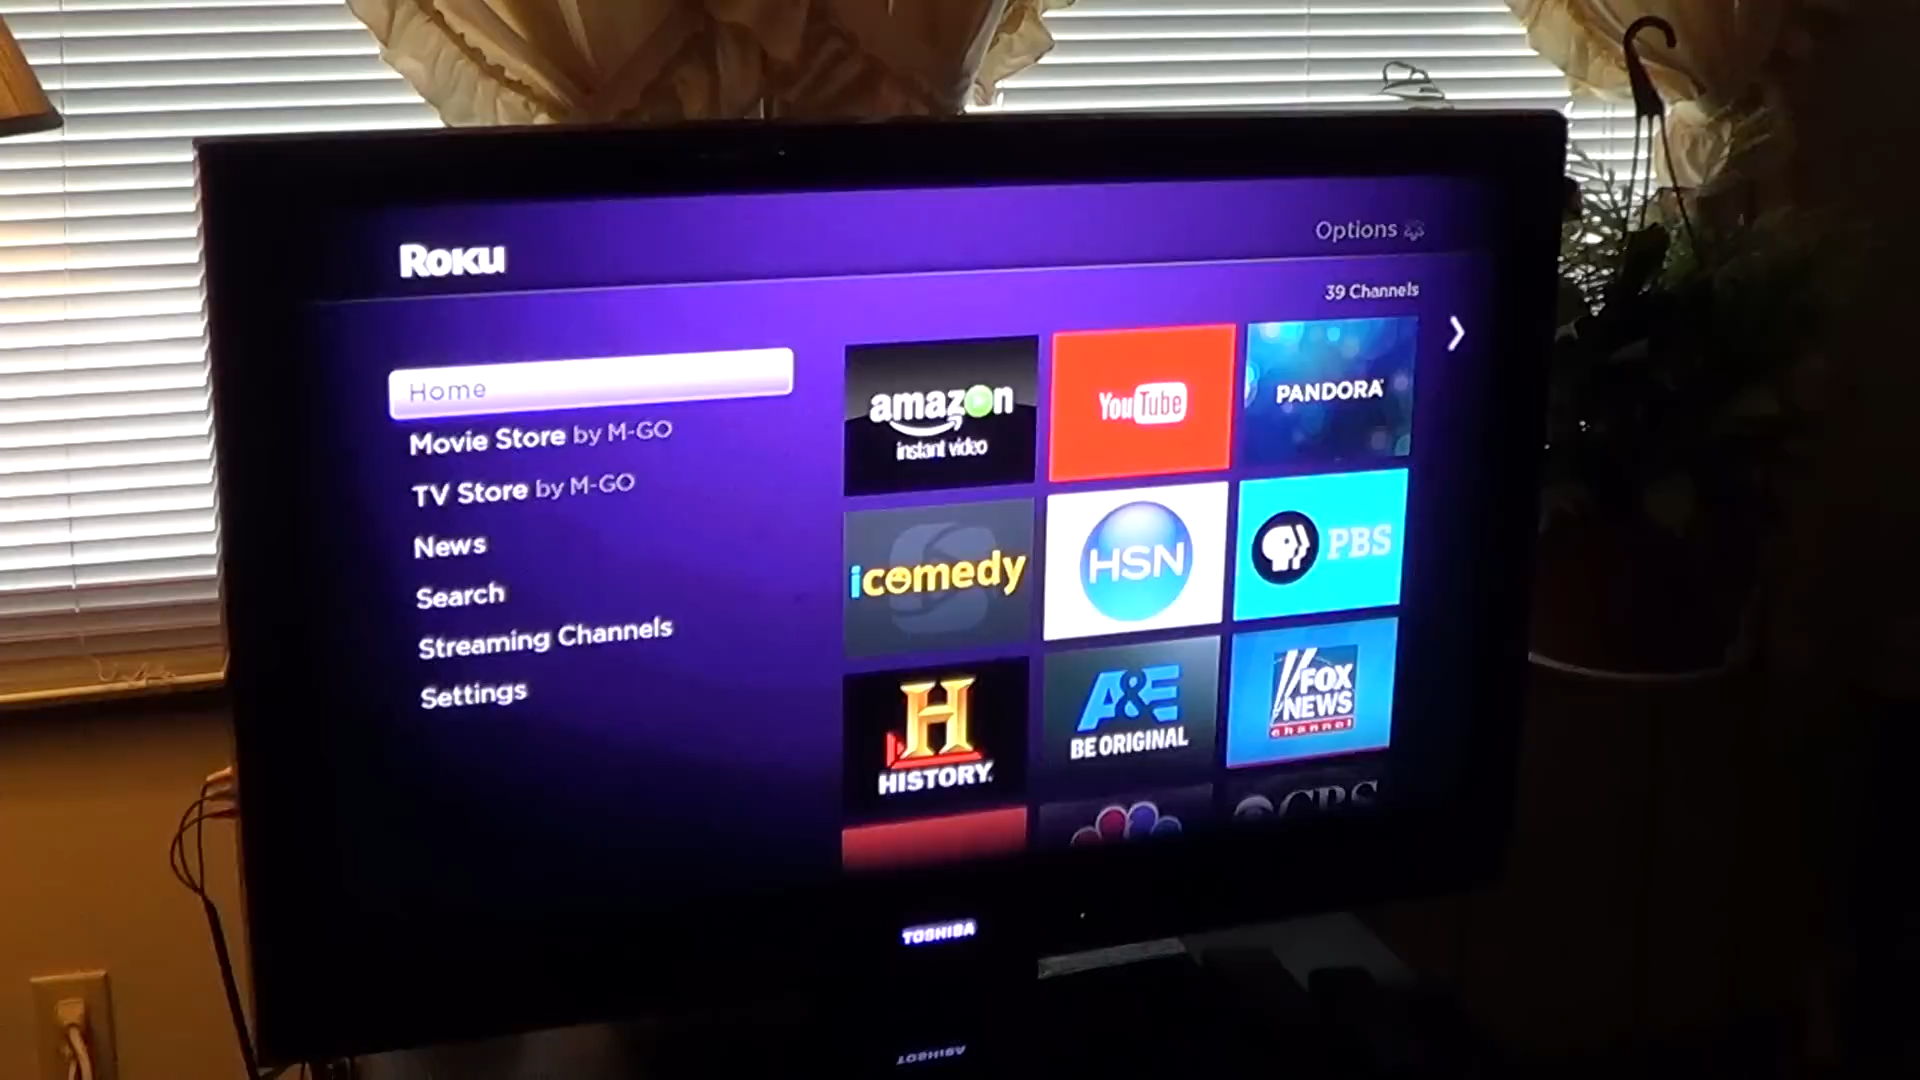 Roku
Options
39 Channels
Home
Movie Store by M-GO
TV Store by M-GO
News
Search
Streaming Channels
Settings
amazon
instant video
YouTube
PANDORA
icomedy
HSN
PBS
H
HISTORY.
A&E
BE ORIGINAL
FOX
NEWS
channel
CBS
TOSHIBA
TOSHIBA